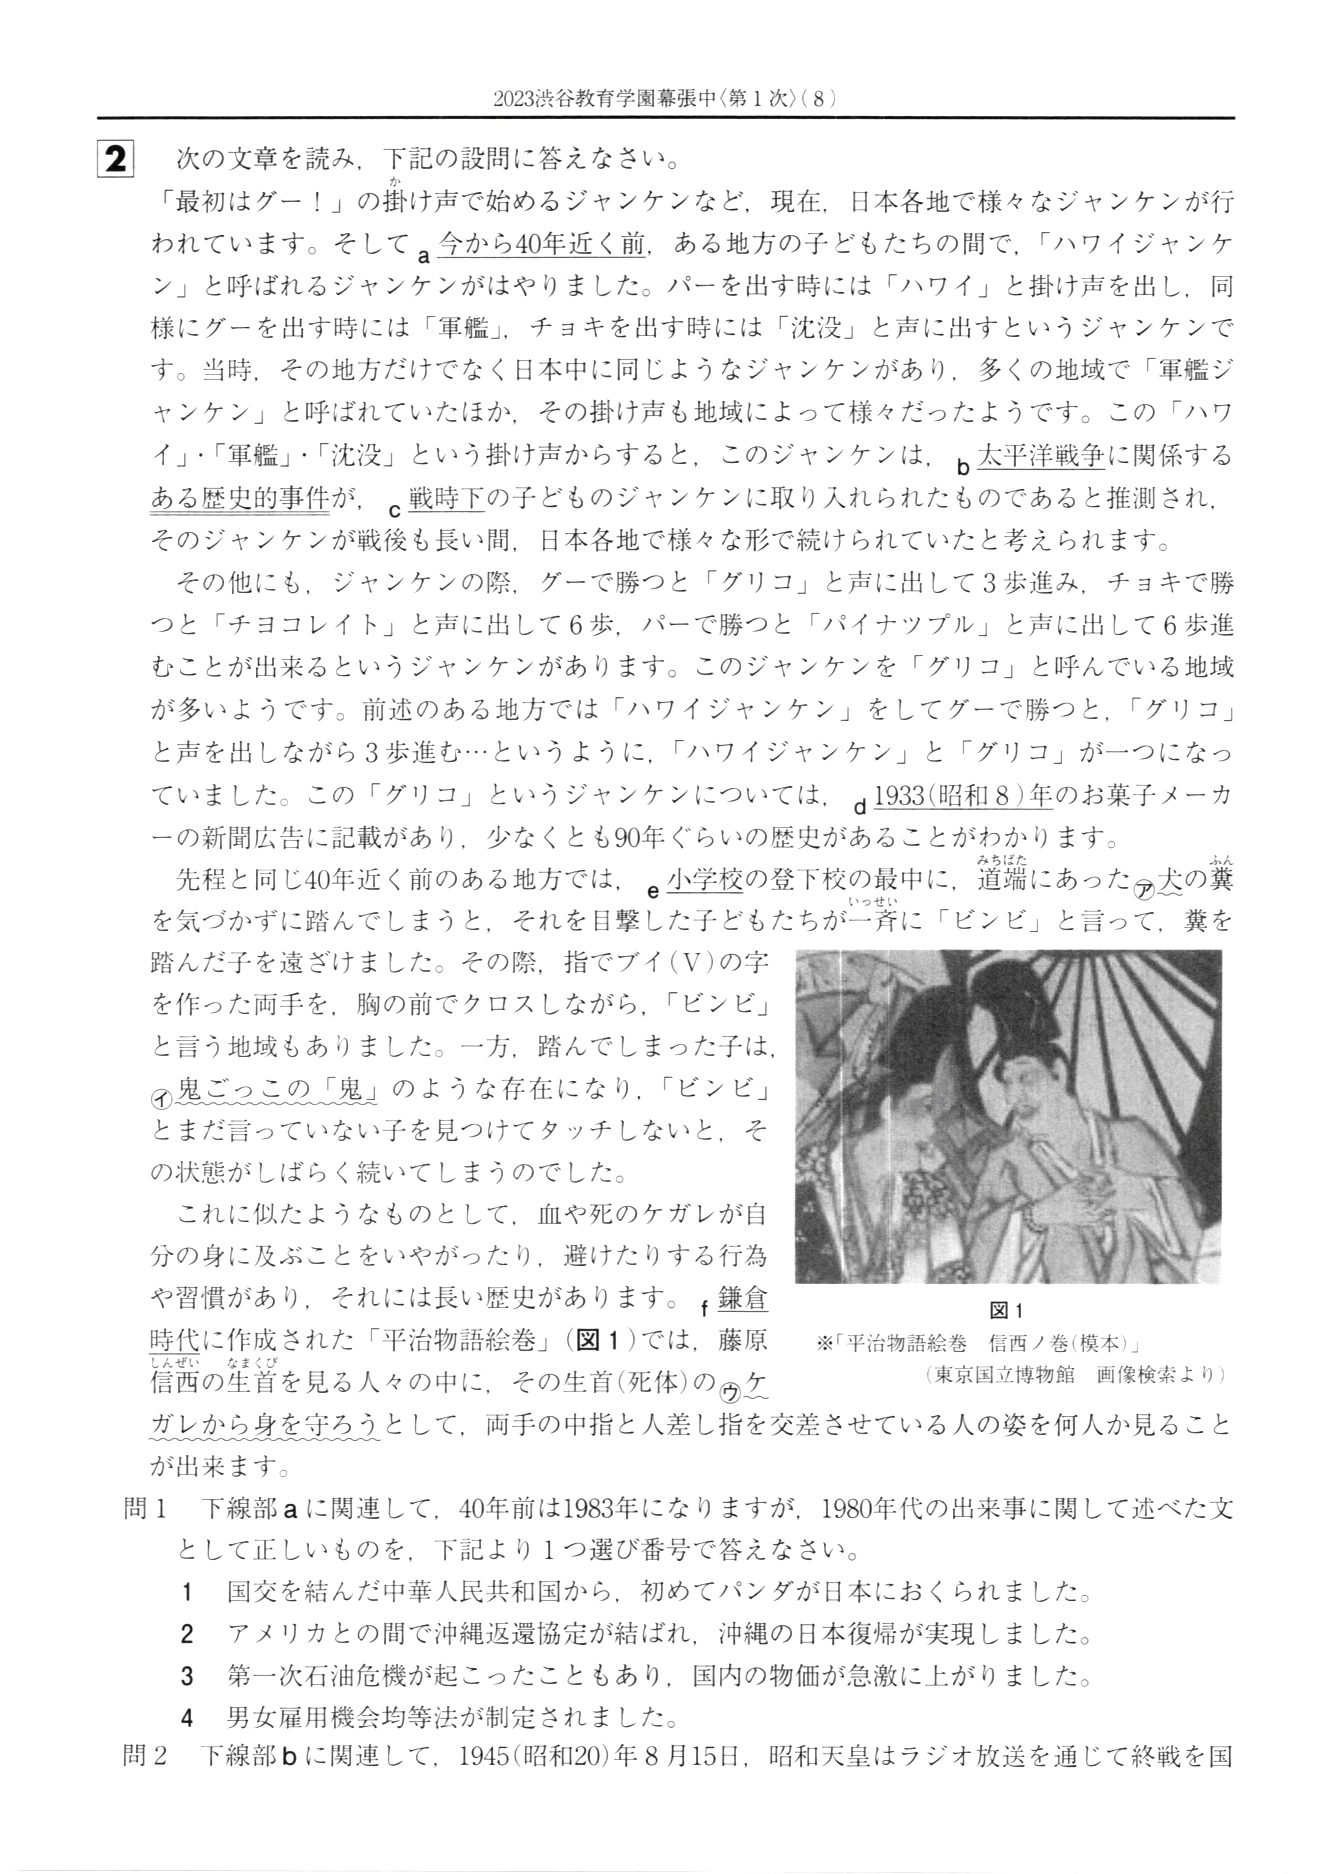 2023渋谷教育学園幕張中〈第1次〉(8)
2 次の文章を読み，下記の設問に答えなさい。
「最初はグー！」の掛け声で始めるジャンケンなど，現在，日本各地で様々なジャンケンが行
われています。そしてa今から40年近く前，ある地方の子どもたちの間で，「ハワイジャンケ
ン」と呼ばれるジャンケンがはやりました。パーを出す時には「ハワイ」と掛け声を出し，同
様にグーを出す時には「軍艦」，チョキを出す時には「沈没」と声に出すというジャンケンで
す。当時，その地方だけでなく日本中に同じようなジャンケンがあり，多くの地域で「軍艦ジ
ャンケン」と呼ばれていたほか，その掛け声も地域によって様々だったようです。この「ハワ
イ」・「軍艦」・「沈没」という掛け声からすると，このジャンケンは，b太平洋戦争に関係する
ある歴史的事件が，c戦時下の子どものジャンケンに取り入れられたものであると推測され，
そのジャンケンが戦後も長い間，日本各地で様々な形で続けられていたと考えられます。
その他にも，ジャンケンの際，グーで勝つと「グリコ」と声に出して3歩進み，チョキで勝
つと「チヨコレイト」と声に出して6歩，パーで勝つと「パイナツプル」と声に出して6歩進
むことが出来るというジャンケンがあります。このジャンケンを「グリコ」と呼んでいる地域
が多いようです。前述のある地方では「ハワイジャンケン」をしてグーで勝つと，「グリコ」
と声を出しながら3歩進む…というように，「ハワイジャンケン」と「グリコ」が一つになっ
ていました。この「グリコ」というジャンケンについては，d1933(昭和8)年のお菓子メーカ
ーの新聞広告に記載があり，少なくとも90年ぐらいの歴史があることがわかります。
先程と同じ40年近く前のある地方では，e小学校の登下校の最中に，道端にあった㋐犬の糞
を気づかずに踏んでしまうと，それを目撃した子どもたちが一斉に「ビンビ」と言って，糞を
踏んだ子を遠ざけました。その際，指でブイ(V)の字
を作った両手を，胸の前でクロスしながら，「ビンビ」
と言う地域もありました。一方，踏んでしまった子は，
㋑鬼ごっこの「鬼」のような存在になり，「ビンビ」
とまだ言っていない子を見つけてタッチしないと，そ
の状態がしばらく続いてしまうのでした。
これに似たようなものとして，血や死のケガレが自
分の身に及ぶことをいやがったり，避けたりする行為
や習慣があり，それには長い歴史があります。f鎌倉
時代に作成された「平治物語絵巻」(図1)では，藤原
信西の生首を見る人々の中に，その生首(死体)の㋒ケ
ガレから身を守ろうとして，両手の中指と人差し指を交差させている人の姿を何人か見ること
が出来ます。
図1
※「平治物語絵巻 信西ノ巻(模本)」
(東京国立博物館 画像検索より)
問1 下線部aに関連して，40年前は1983年になりますが，1980年代の出来事に関して述べた文
として正しいものを，下記より1つ選び番号で答えなさい。
1 国交を結んだ中華人民共和国から，初めてパンダが日本におくられました。
2 アメリカとの間で沖縄返還協定が結ばれ，沖縄の日本復帰が実現しました。
3 第一次石油危機が起こったこともあり，国内の物価が急激に上がりました。
4 男女雇用機会均等法が制定されました。
問2 下線部bに関連して，1945(昭和20)年8月15日，昭和天皇はラジオ放送を通じて終戦を国